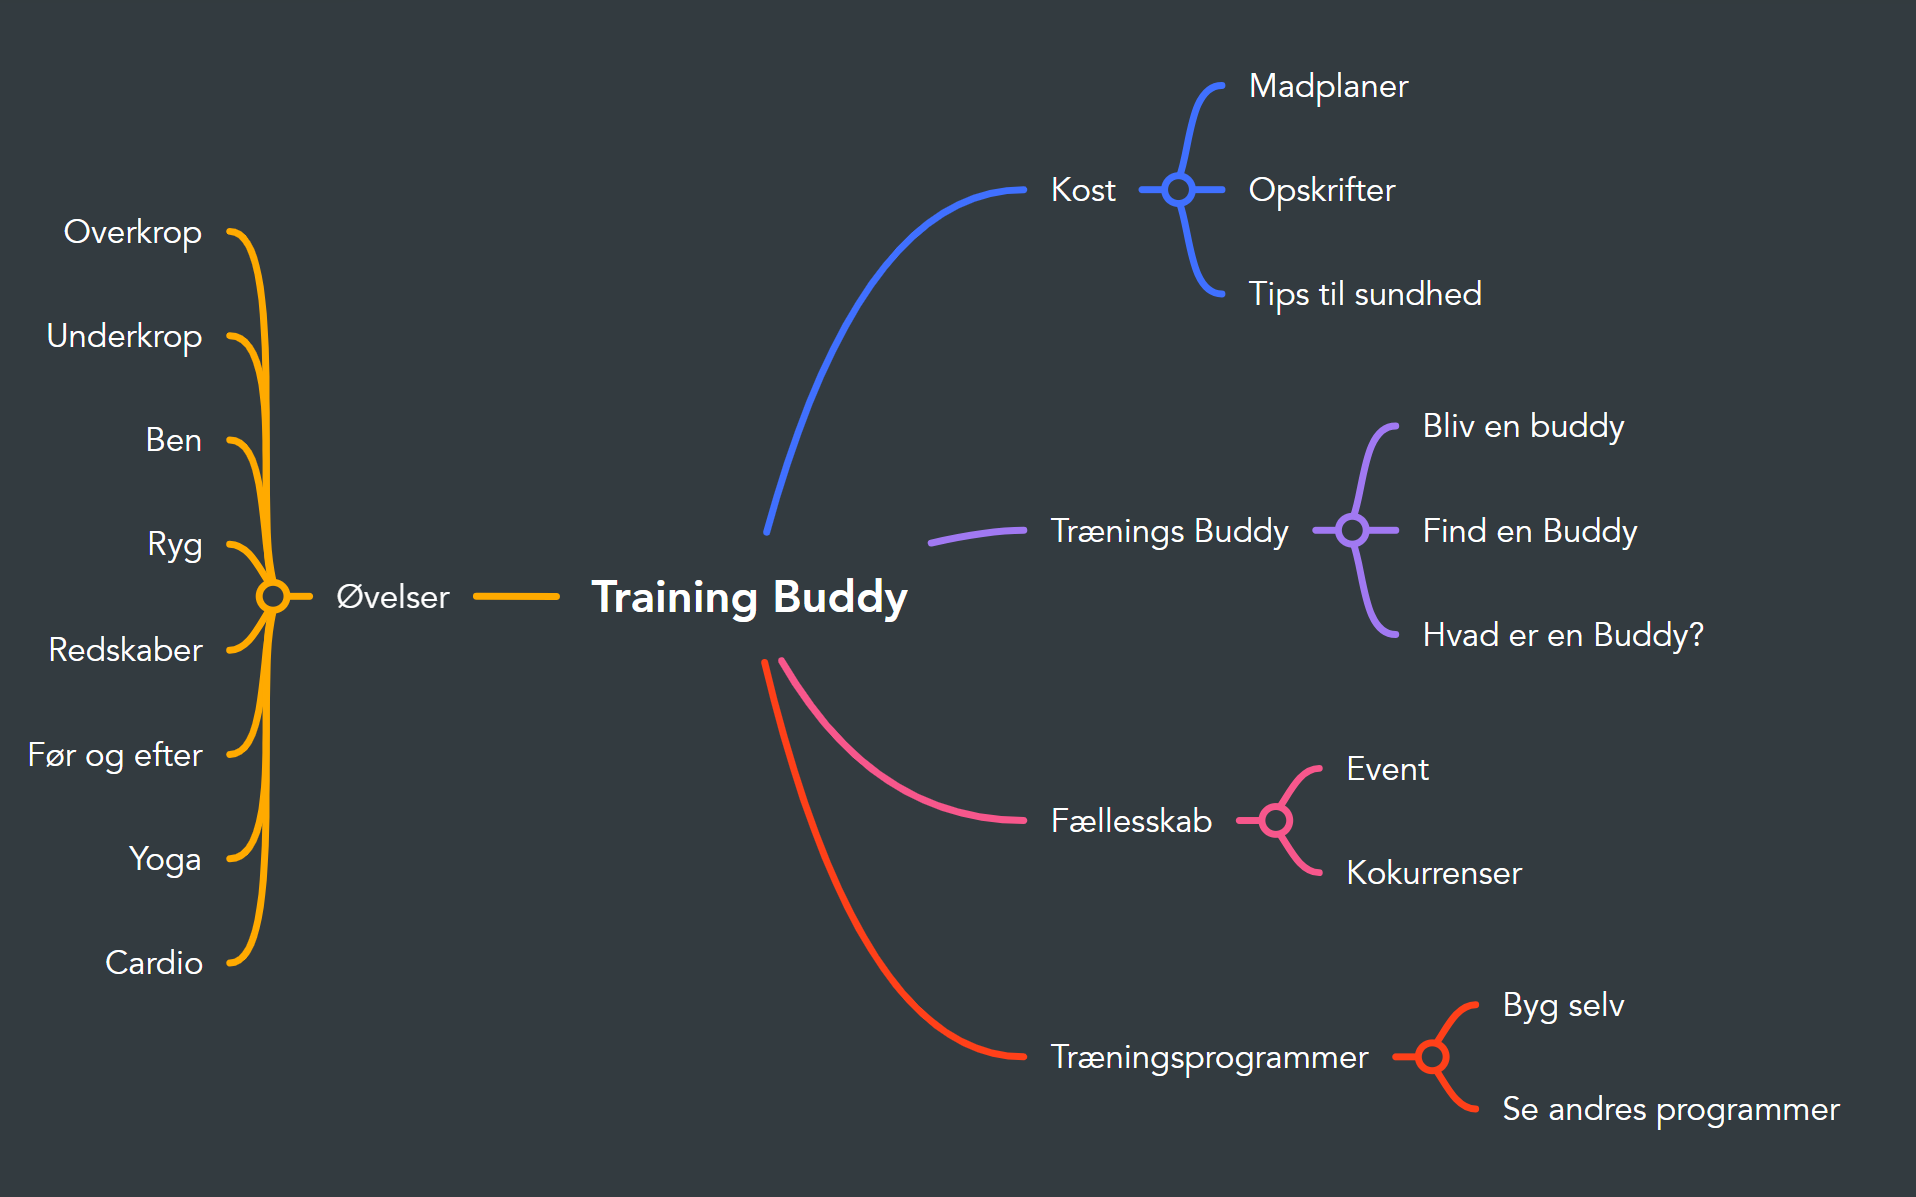 Training Buddy
Øvelser
Overkrop
Underkrop
Ben
Ryg
Redskaber
Før og efter
Yoga
Cardio
Kost
Madplaner
Opskrifter
Tips til sundhed
Trænings Buddy
Bliv en buddy
Find en Buddy
Hvad er en Buddy?
Fællesskab
Event
Kokurrenser
Træningsprogrammer
Byg selv
Se andres programmer